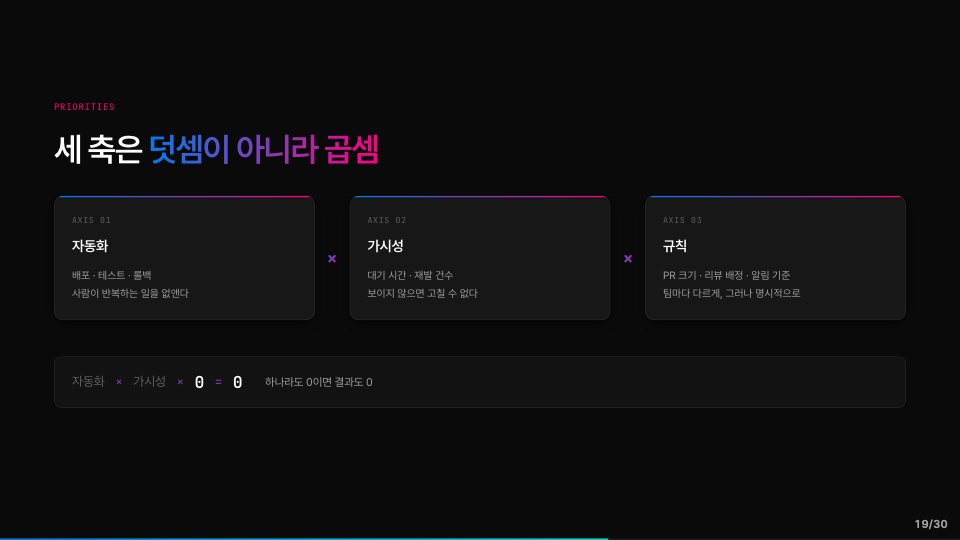 PRIORITIES
세 축은 덧셈이 아니라 곱셈
AXIS 01
자동화
배포 · 테스트 · 롤백
사람이 반복하는 일을 없앤다
×
AXIS 02
가시성
대기 시간 · 재발 건수
보이지 않으면 고칠 수 없다
×
AXIS 03
규칙
PR 크기 · 리뷰 배정 · 알림 기준
팀마다 다르게, 그러나 명시적으로
자동화 × 가시성 × 0 = 0 하나라도 0이면 결과도 0
19/30